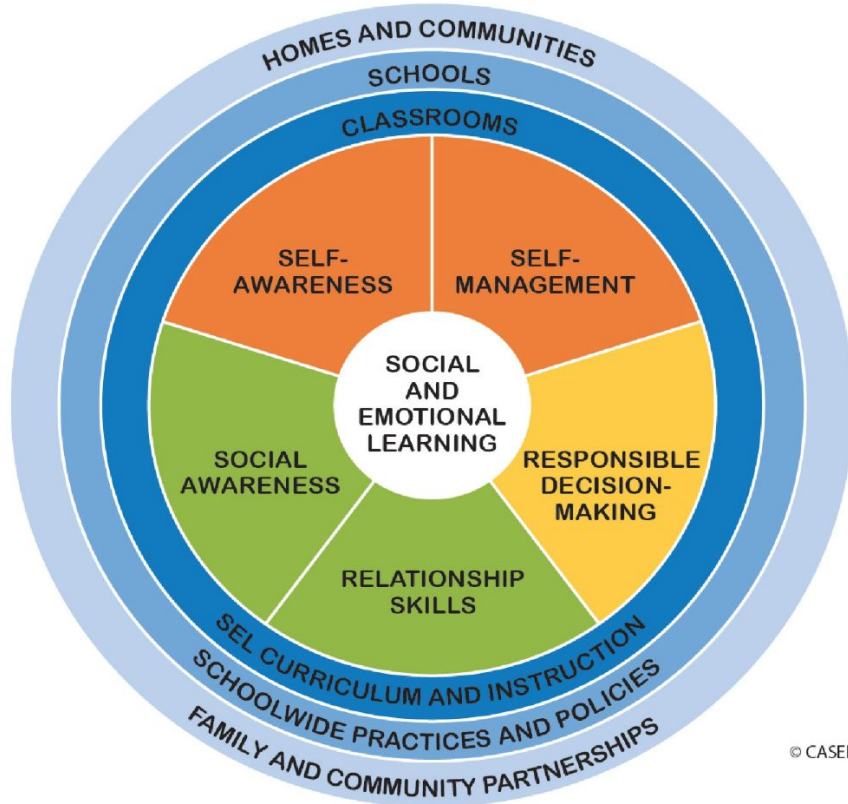 HOMES AND COMMUNITIES
SCHOOLS
CLASSROOMS
SELF-
AWARENESS
SELF-
MANAGEMENT
SOCIAL
AND
EMOTIONAL
LEARNING
SOCIAL
AWARENESS
RESPONSIBLE
DECISION-
MAKING
RELATIONSHIP
SKILLS
SEL CURRICULUM AND INSTRUCTION
SCHOOLWIDE PRACTICES AND POLICIES
FAMILY AND COMMUNITY PARTNERSHIPS
©